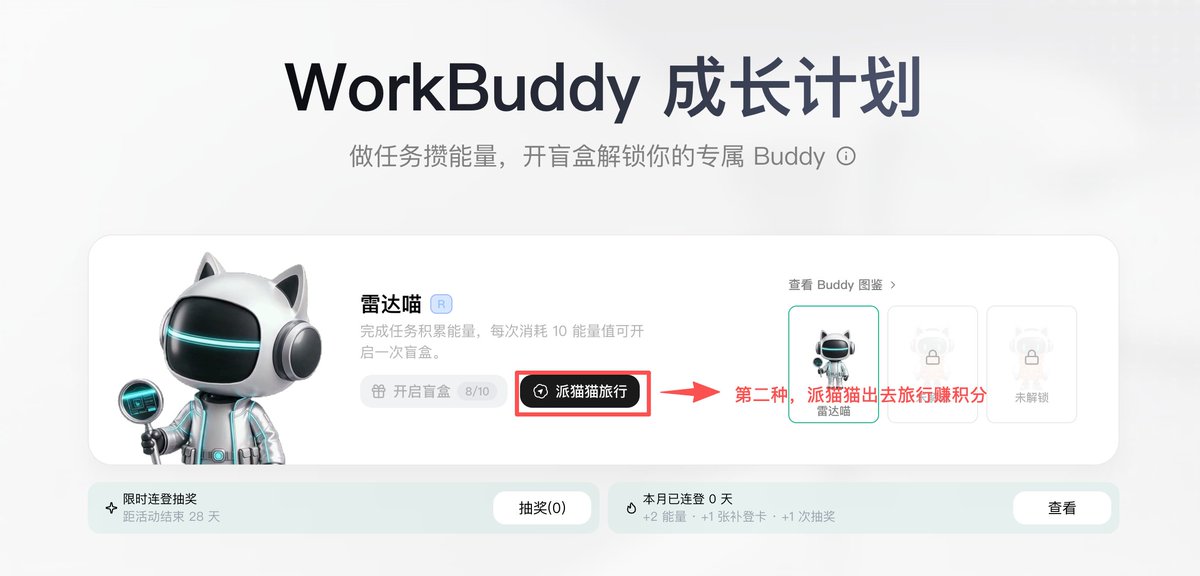 WorkBuddy 成长计划
做任务攒能量，开盲盒解锁你的专属 Buddy
雷达喵 R
完成任务积累能量，每次消耗 10 能量值可开
启一次盲盒。
开启盲盒 8/10
派猫猫旅行
查看 Buddy 图鉴 >
第二种，派猫猫出去旅行赚积分
雷达喵
未解锁
限时连登抽奖
距活动结束 28 天
抽奖(0)
本月已连登 0 天
+2 能量 · +1 张补登卡 · +1 次抽奖
查看